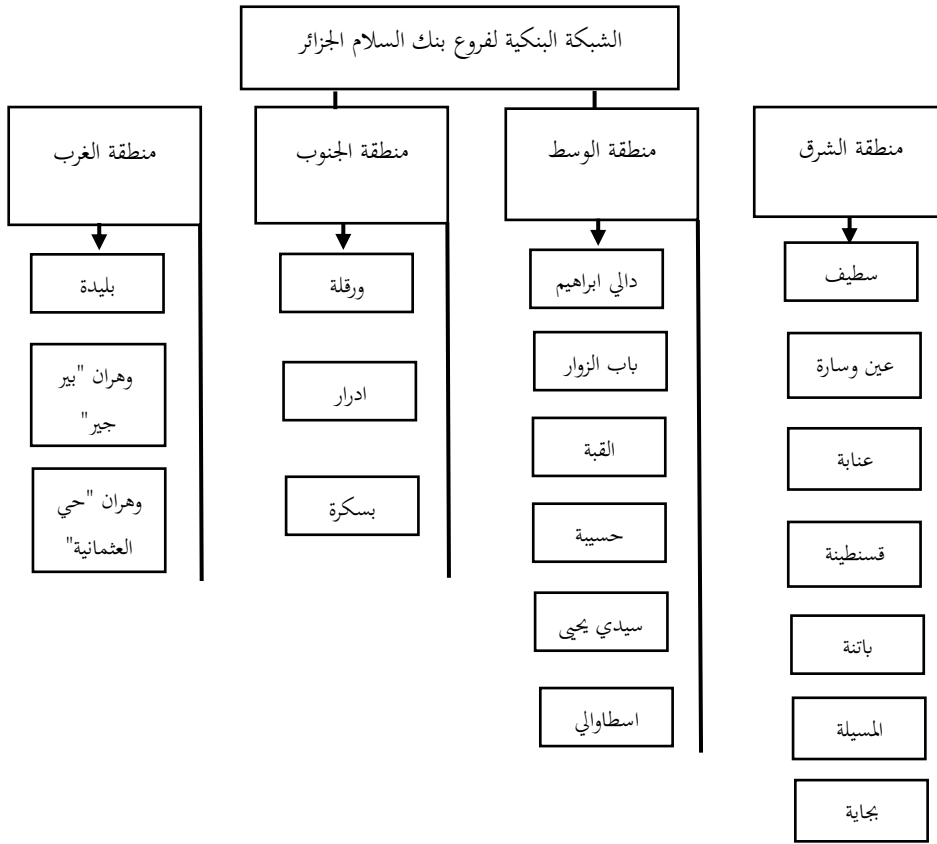 الشبكة البنكية لفروع بنك السلام الجزائر
منطقة الشرق
سطيف
عين وسارة
عنابة
قسنطينة
باتنة
المسيلة
بجاية
منطقة الوسط
دالي ابراهيم
باب الزوار
القبة
حسيبة
سيدي يحيى
اسطاوالي
منطقة الجنوب
ورقلة
ادرار
بسكرة
منطقة الغرب
بليدة
وهران "بير
جير"
وهران "حي
العثمانية"